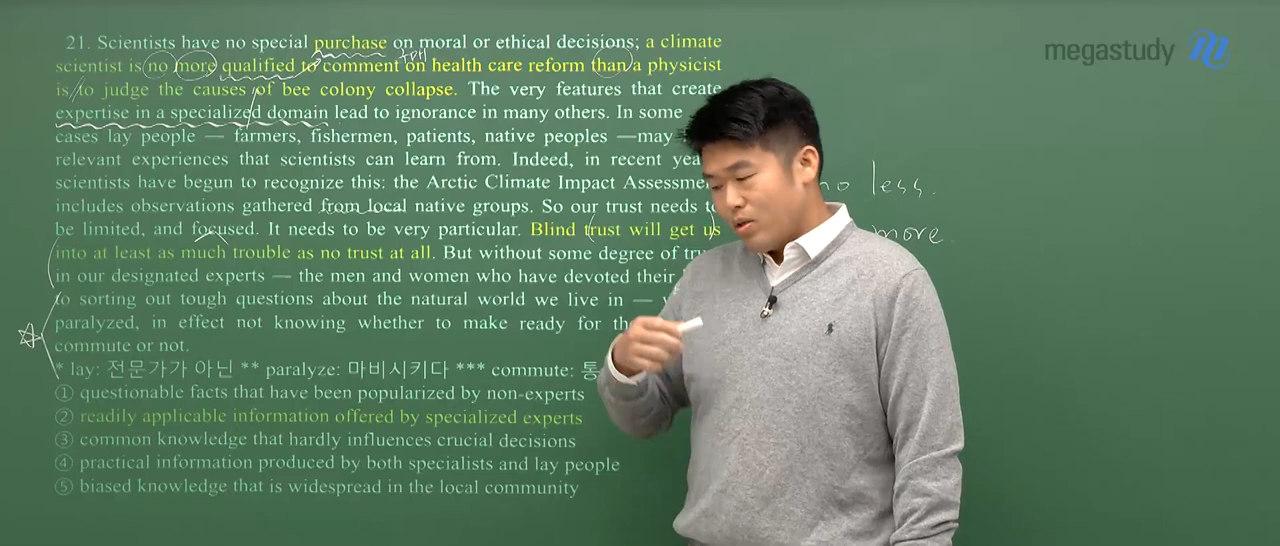 21. Scientists have no special purchase on moral or ethical decisions; a climate
scientist is no more qualified to comment on health care reform than a physicist
is to judge the causes of bee colony collapse. The very features that create
expertise in a specialized domain lead to ignorance in many others. In some
cases lay people — farmers, fishermen, patients, native peoples —may
relevant experiences that scientists can learn from. Indeed, in recent yea
scientists have begun to recognize this: the Arctic Climate Impact Assessme
includes observations gathered from local native groups. So our trust needs t
be limited, and focused. It needs to be very particular. Blind trust will get us
into at least as much trouble as no trust at all. But without some degree of tru
in our designated experts — the men and women who have devoted their
to sorting out tough questions about the natural world we live in —
paralyzed, in effect not knowing whether to make ready for th
commute or not.
* lay: 전문가가 아닌 ** paralyze: 마비시키다 *** commute: 통
① questionable facts that have been popularized by non-experts
② readily applicable information offered by specialized experts
③ common knowledge that hardly influences crucial decisions
④ practical information produced by both specialists and lay people
⑤ biased knowledge that is widespread in the local community
megastudy
no less.
more.